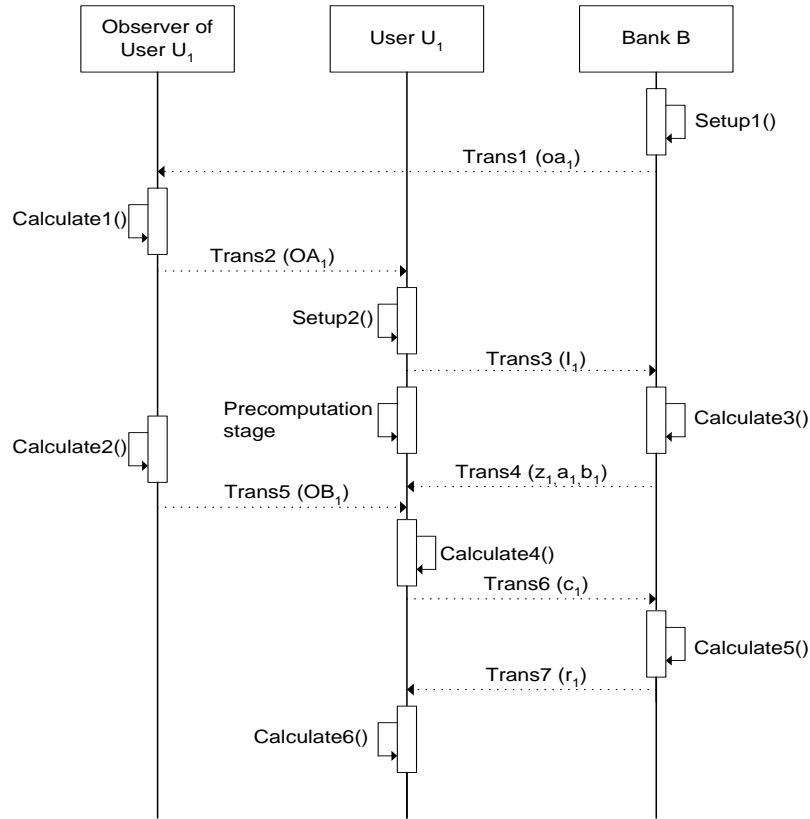 Observer of
User U₁
User U₁
Bank B
Setup1()
Trans1 (oa₁)
Calculate1()
Trans2 (OA₁)
Setup2()
Trans3 (I₁)
Precomputation
stage
Calculate3()
Calculate2()
Trans4 (z₁,a₁,b₁)
Trans5 (OB₁)
Calculate4()
Trans6 (c₁)
Calculate5()
Trans7 (r₁)
Calculate6()